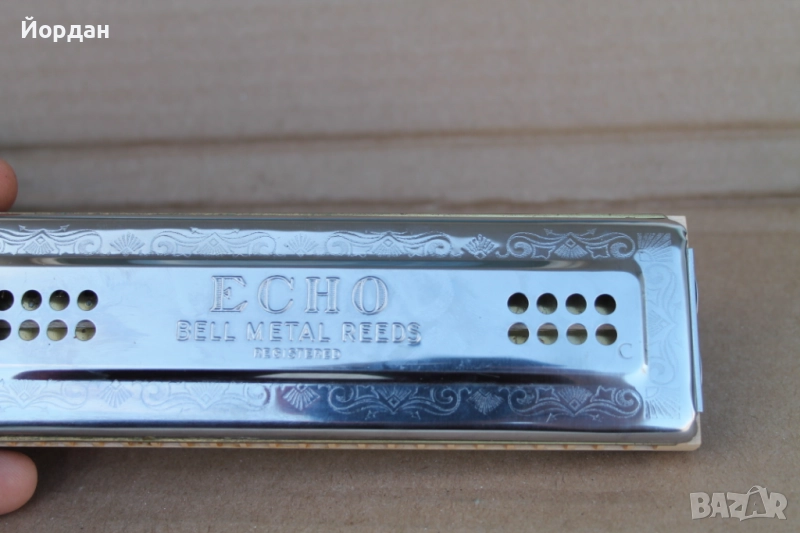 Йордан
ECHO
BELL METAL REEDS
REGISTERED
C
BAZAR